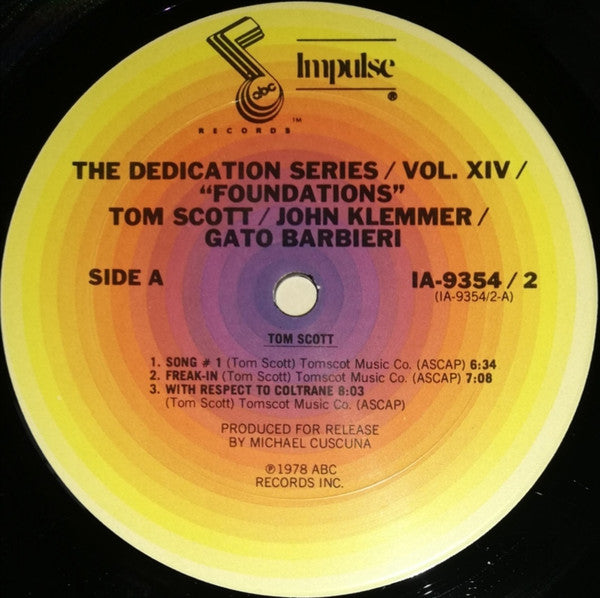 abc
Impulse
®
RECORDS™
THE DEDICATION SERIES / VOL. XIV /
“FOUNDATIONS”
TOM SCOTT / JOHN KLEMMER /
GATO BARBIERI
SIDE A
IA-9354 / 2
(IA-9354/2-A)
TOM SCOTT
1. SONG # 1 (Tom Scott) Tomscot Music Co. (ASCAP) 6:34
2. FREAK-IN (Tom Scott) Tomscot Music Co. (ASCAP) 7:08
3. WITH RESPECT TO COLTRANE 8:03
(Tom Scott) Tomscot Music Co. (ASCAP)
PRODUCED FOR RELEASE
BY MICHAEL CUSCUNA
℗1978 ABC
RECORDS INC.